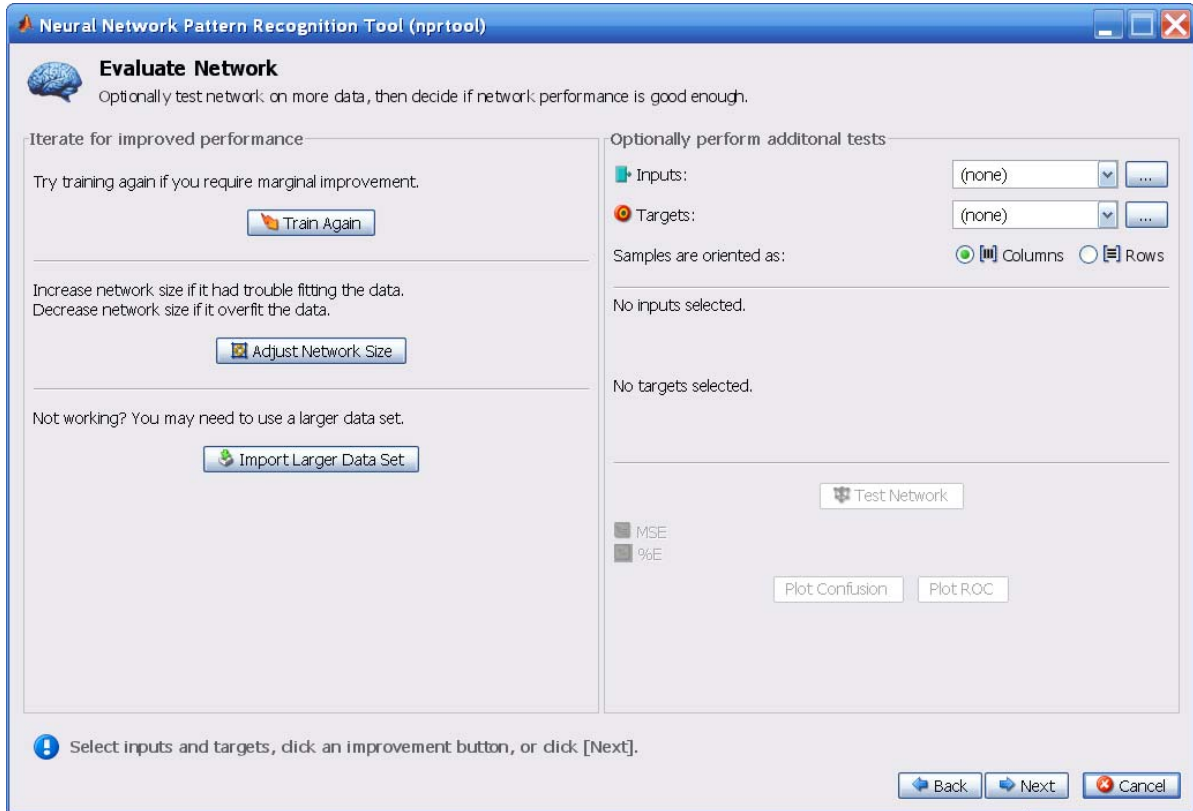 Neural Network Pattern Recognition Tool (nprtool)
Evaluate Network
Optionally test network on more data, then decide if network performance is good enough.
Iterate for improved performance
Try training again if you require marginal improvement.
Train Again
Increase network size if it had trouble fitting the data.
Decrease network size if it overfit the data.
Adjust Network Size
Not working? You may need to use a larger data set.
Import Larger Data Set
Optionally perform additonal tests
Inputs: (none) ...
Targets: (none) ...
Samples are oriented as: Columns Rows
No inputs selected.
No targets selected.
Test Network
MSE
%E
Plot Confusion Plot ROC
Select inputs and targets, click an improvement button, or click [Next].
Back Next Cancel